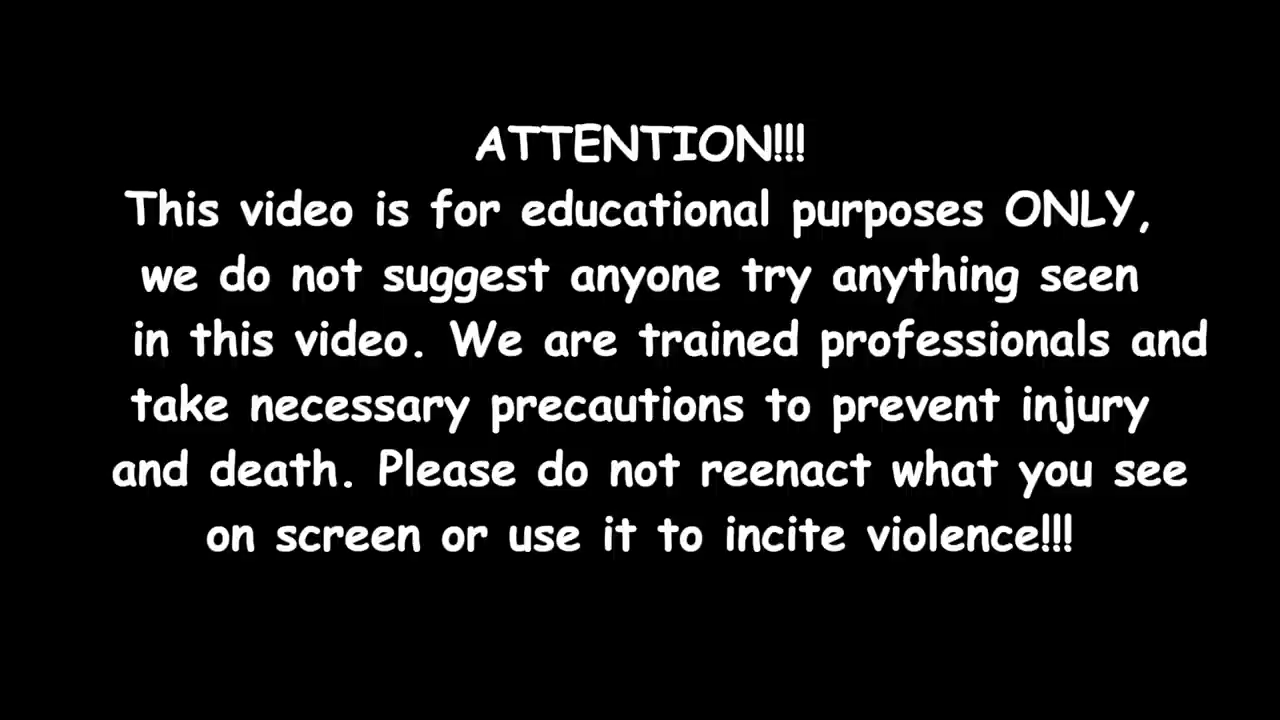 ATTENTION!!!
This video is for educational purposes ONLY,
we do not suggest anyone try anything seen
in this video. We are trained professionals and
take necessary precautions to prevent injury
and death. Please do not reenact what you see
on screen or use it to incite violence!!!